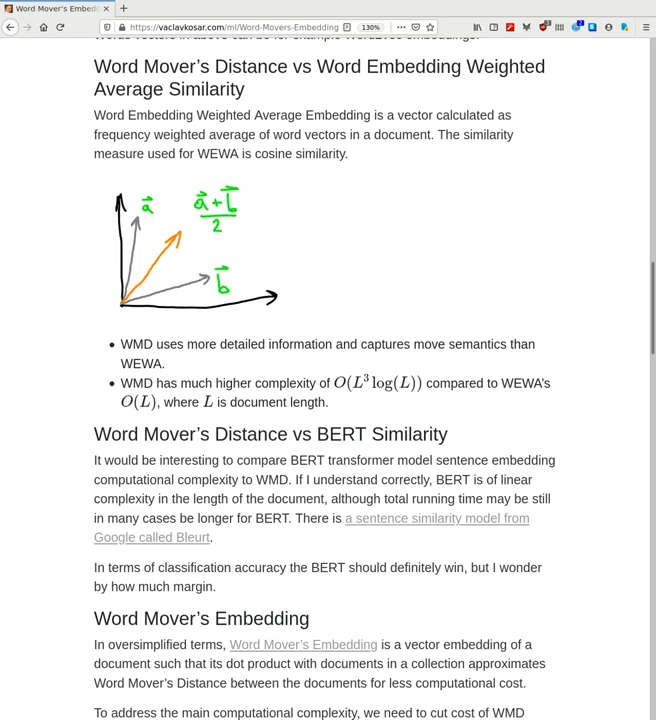 Word Movers Embedd
https://vaclavkosar.com/ml/Word-Movers-Embedding
130%
Word Mover's Distance vs Word Embedding Weighted
Average Similarity
Word Embedding Weighted Average Embedding is a vector calculated as
frequency weighted average of word vectors in a document. The similarity
measure used for WEWA is cosine similarity.
a
a + b
2
b
• WMD uses more detailed information and captures move semantics than
WEWA.
• WMD has much higher complexity of O(L³ log(L)) compared to WEWA's
O(L), where L is document length.
Word Mover's Distance vs BERT Similarity
It would be interesting to compare BERT transformer model sentence embedding
computational complexity to WMD. If I understand correctly, BERT is of linear
complexity in the length of the document, although total running time may be still
in many cases be longer for BERT. There is a sentence similarity model from
Google called Bleurt.
In terms of classification accuracy the BERT should definitely win, but I wonder
by how much margin.
Word Mover's Embedding
In oversimplified terms, Word Mover's Embedding is a vector embedding of a
document such that its dot product with documents in a collection approximates
Word Mover's Distance between the documents for less computational cost.
To address the main computational complexity, we need to cut cost of WMD